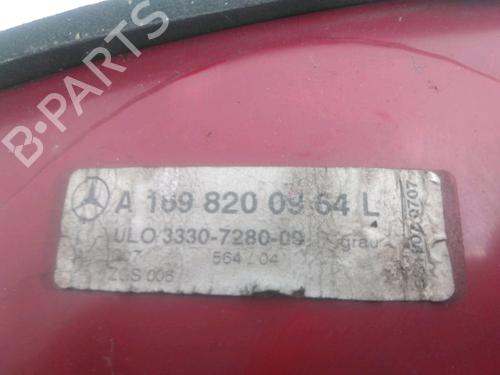 B-PARTS
A 169 820 09 64 L
ULO 3330-7280-09 grau
564 / 04
ZGS 006